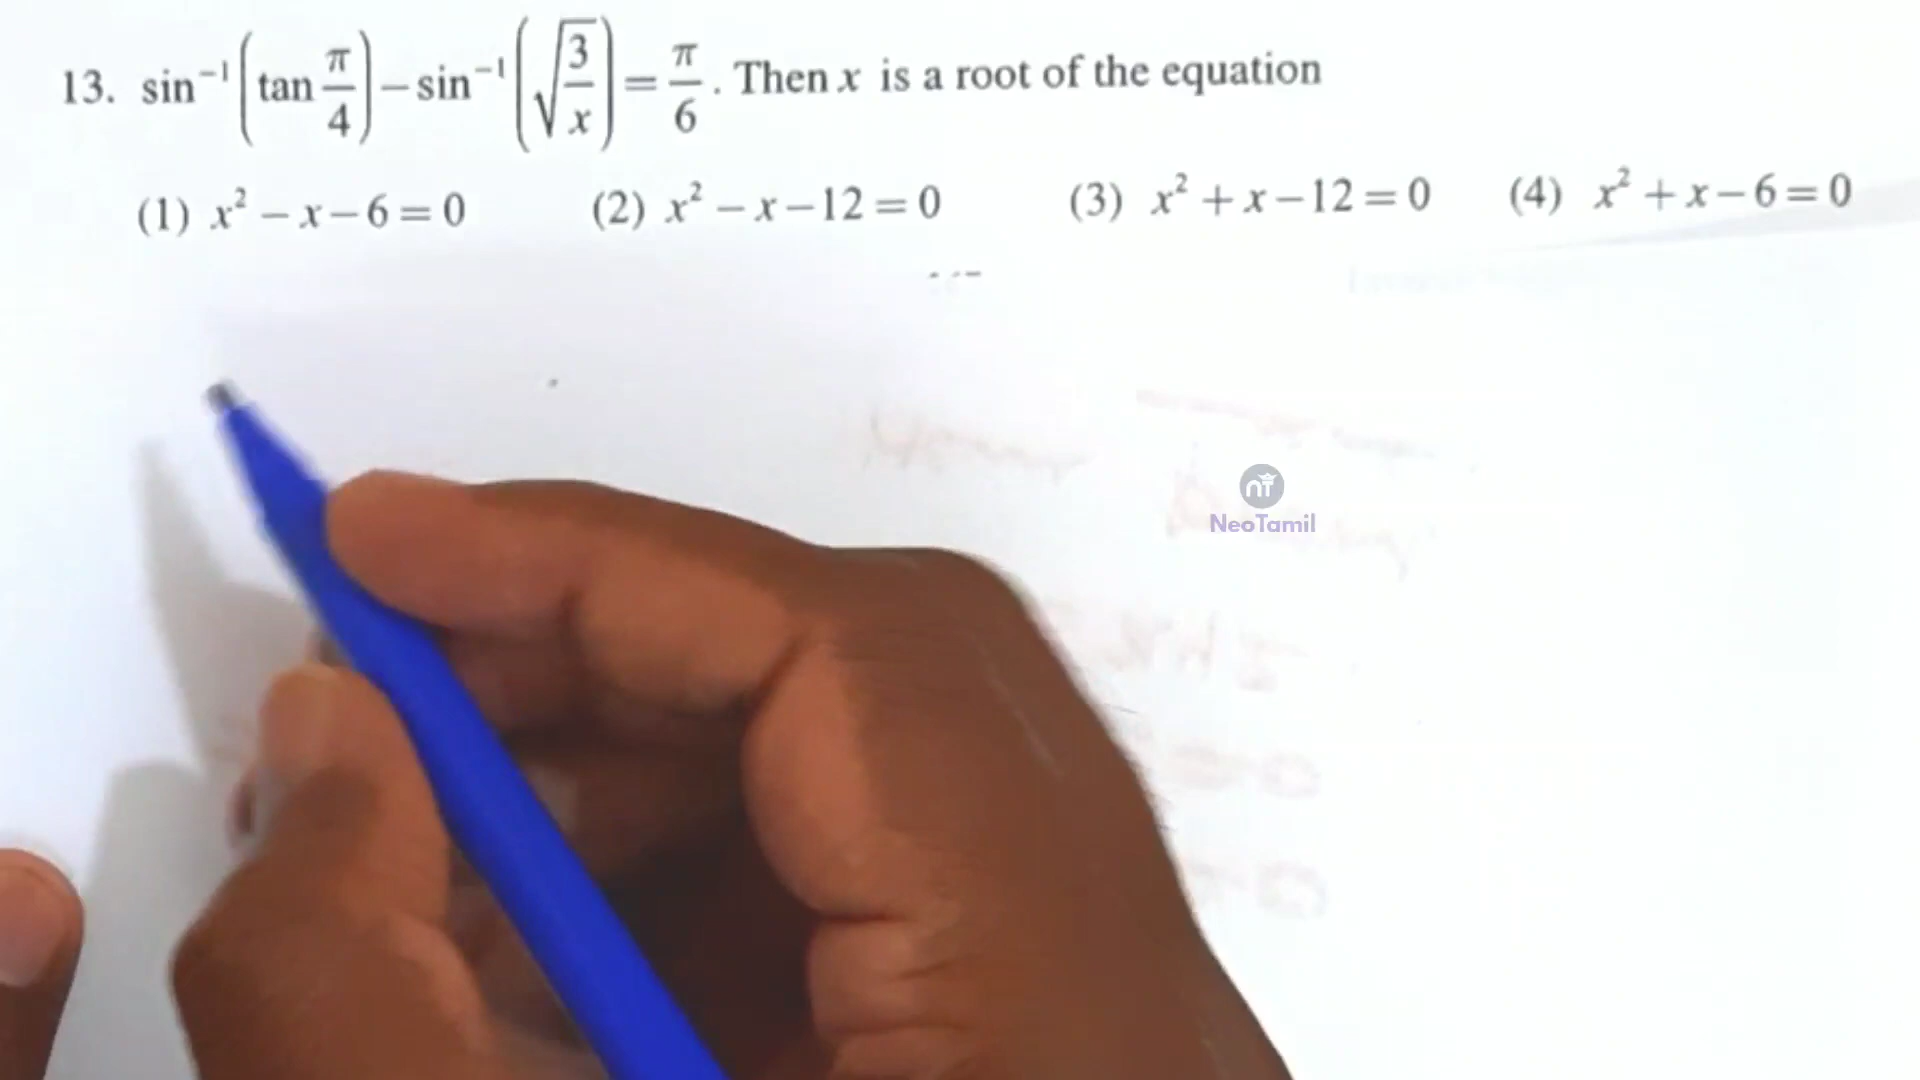 13. sin⁻¹(tan π/4) − sin⁻¹(√(3/x)) = π/6. Then x is a root of the equation
(1) x² − x − 6 = 0 (2) x² − x − 12 = 0 (3) x² + x − 12 = 0 (4) x² + x − 6 = 0
NeoTamil